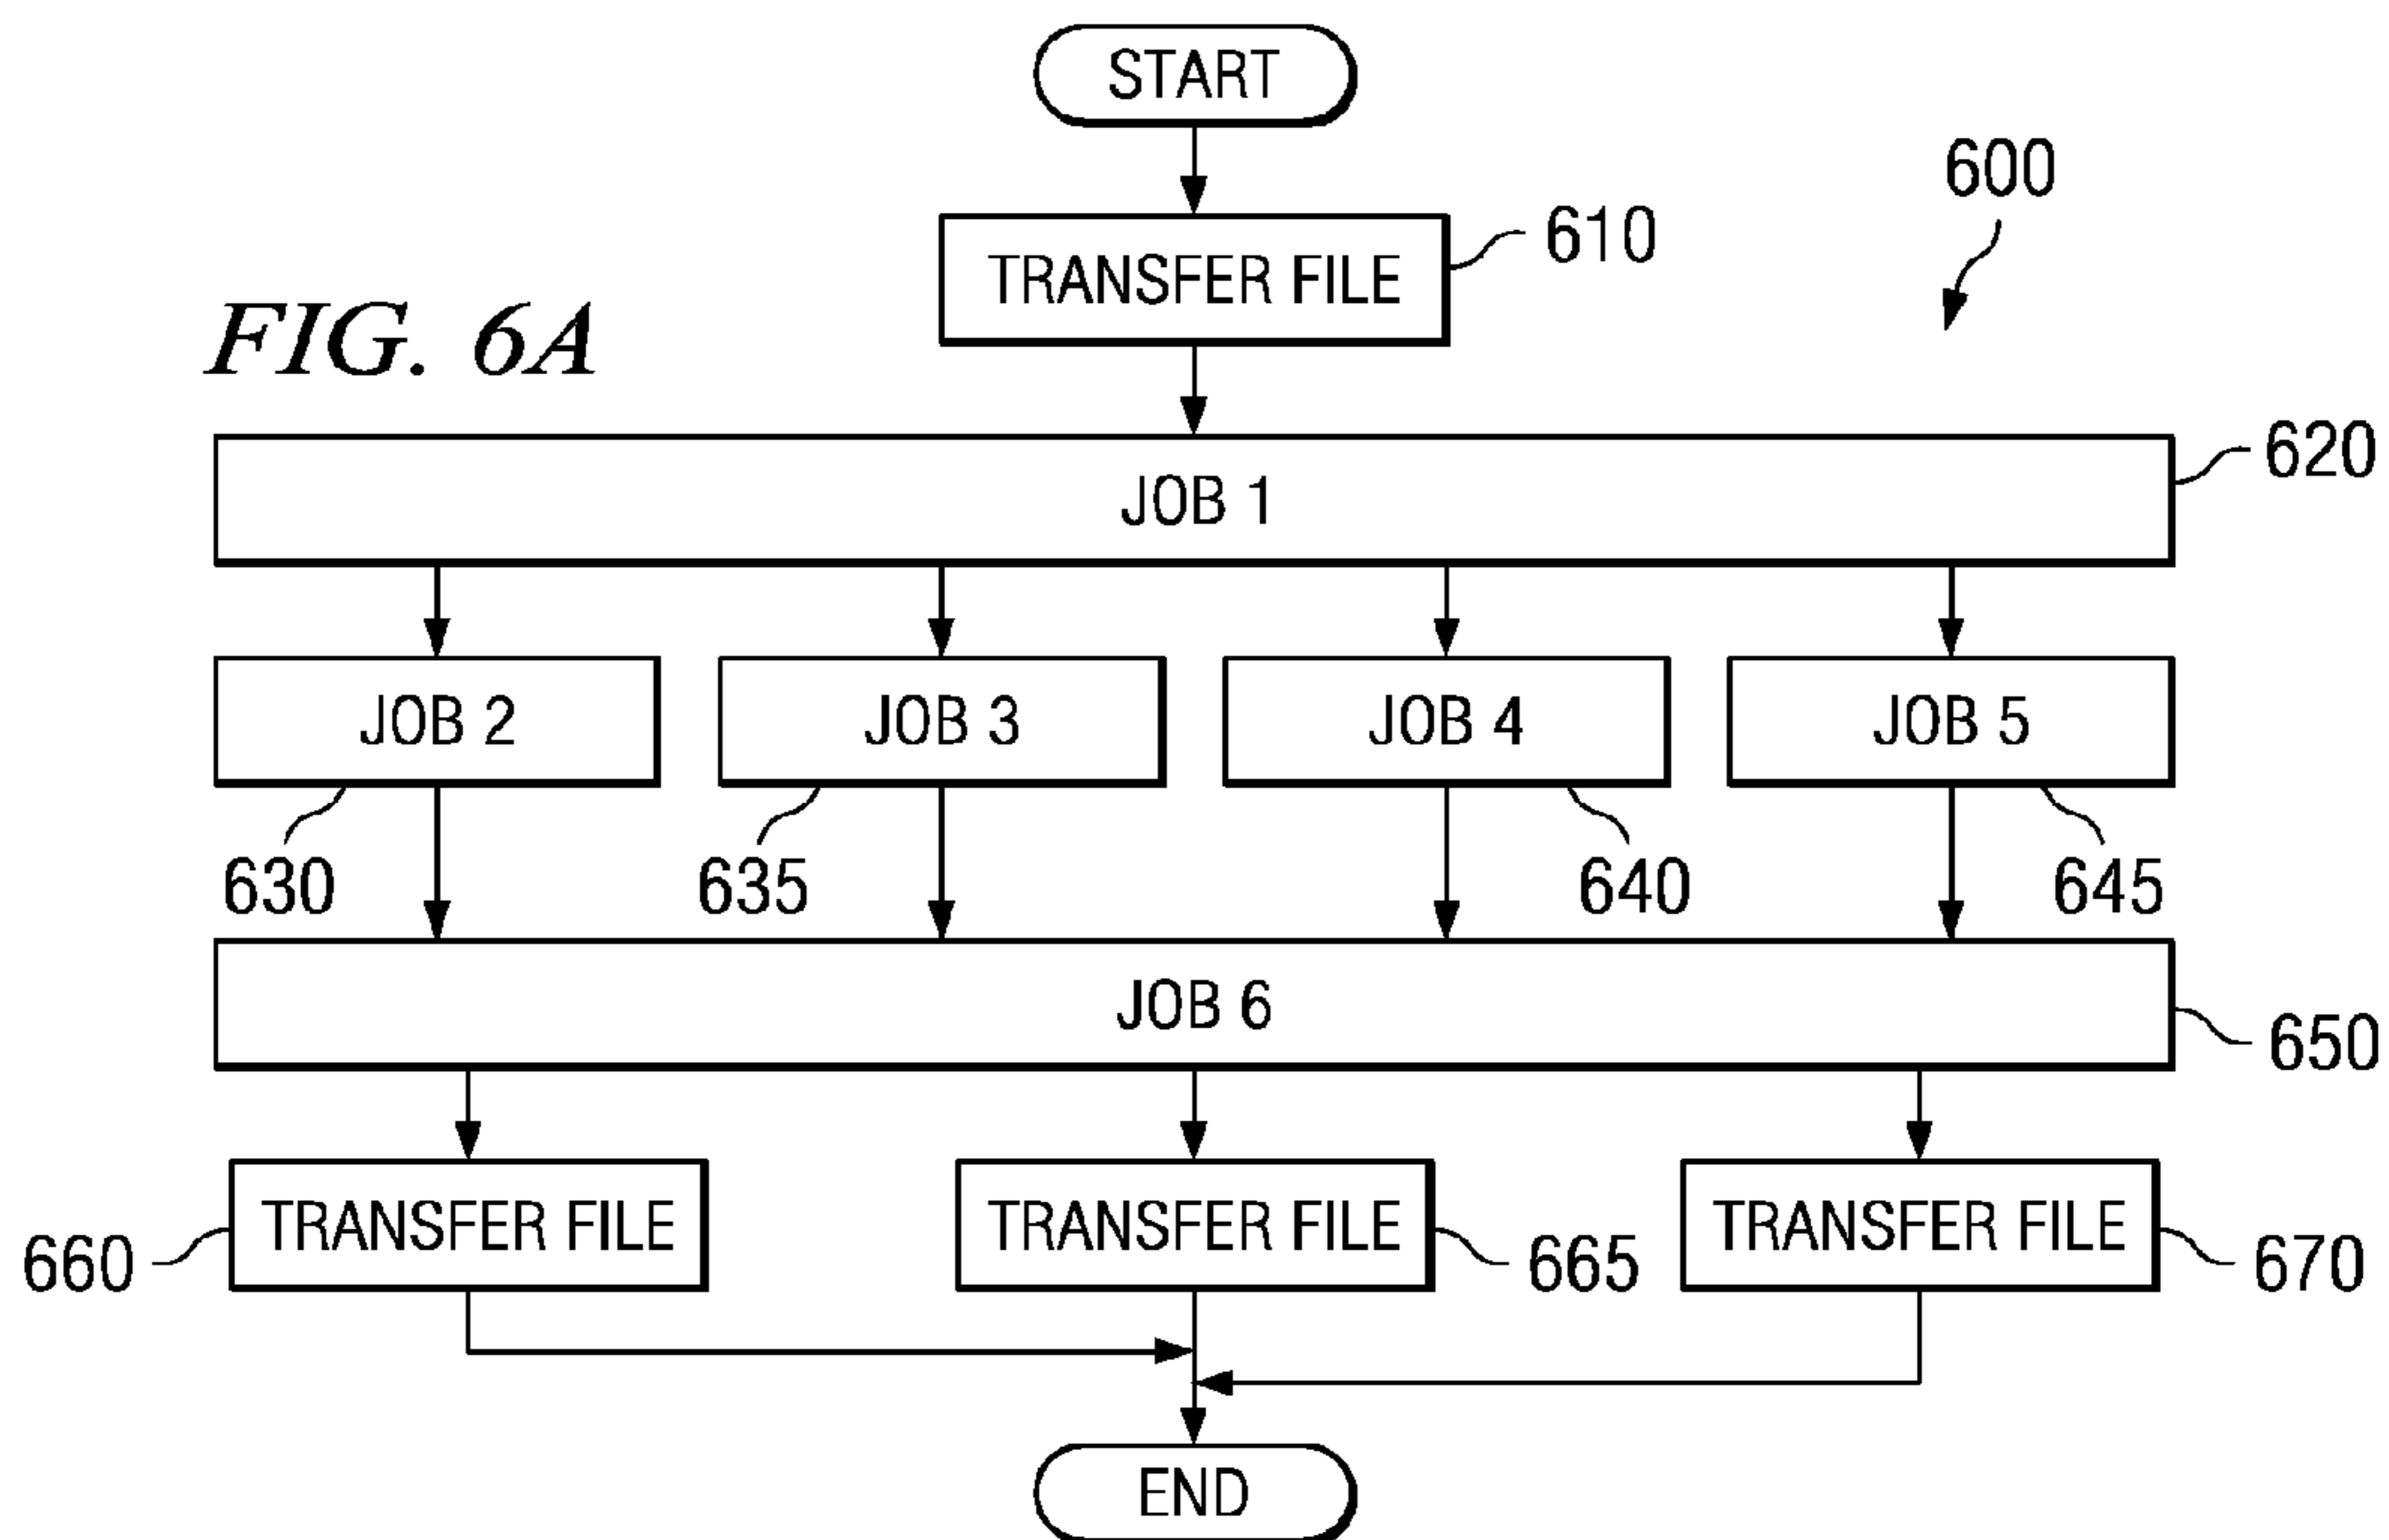 START
600
610
TRANSFER FILE
FIG. 6A
620
JOB 1
JOB 2
JOB 3
JOB 4
JOB 5
630
635
640
645
JOB 6
650
TRANSFER FILE
TRANSFER FILE
TRANSFER FILE
660
665
670
END